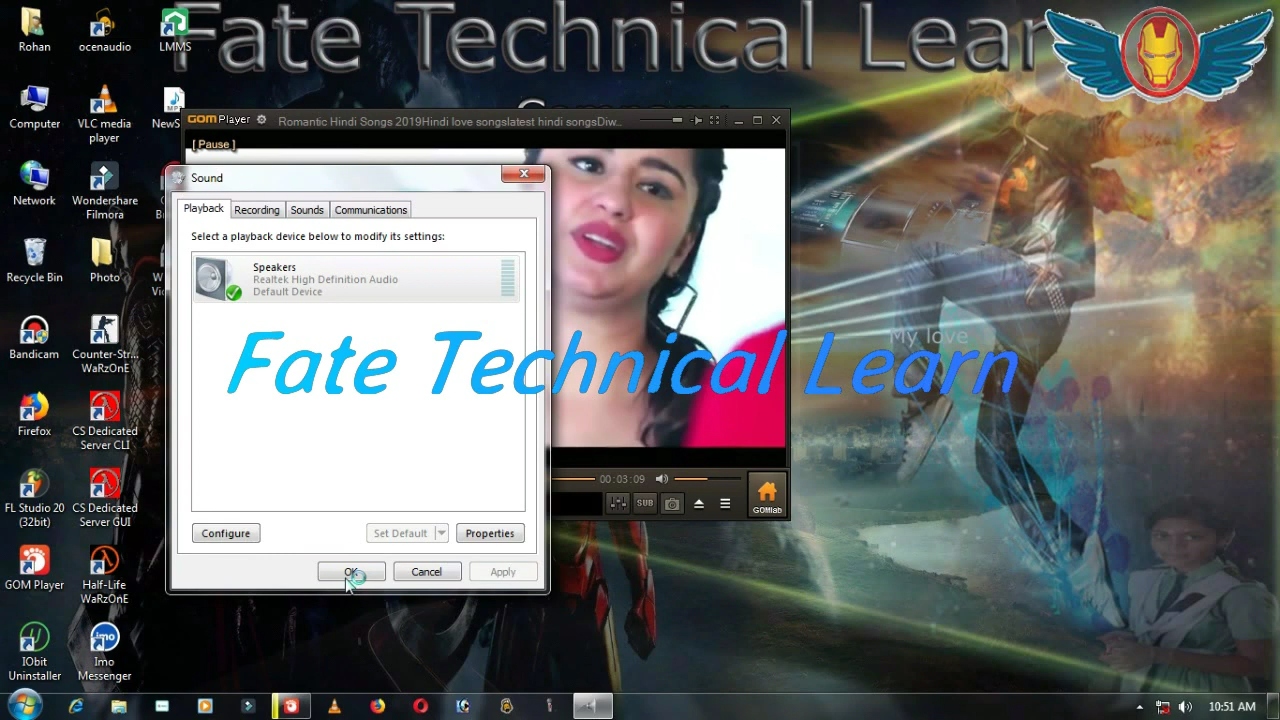 Fate Technical Learn
Rohan
ocenaudio
LMMS
Computer
VLC media
player
NewS
Network
Wondershare
Filmora
Recycle Bin
Photo
Bandicam
Counter-Str...
WaRzOnE
Firefox
CS Dedicated
Server CLI
FL Studio 20
(32bit)
CS Dedicated
Server GUI
GOM Player
Half-Life
WaRzOnE
IObit
Uninstaller
Imo
Messenger
GOMPlayer
Romantic Hindi Songs 2019Hindi love songslatest hindi songsDiw...
[ Pause ]
Sound
Playback
Recording
Sounds
Communications
Select a playback device below to modify its settings:
Speakers
Realtek High Definition Audio
Default Device
Fate Technical Learn
My love
00:03:09
SUB
GOMlab
Configure
Set Default
Properties
OK
Cancel
Apply
10:51 AM